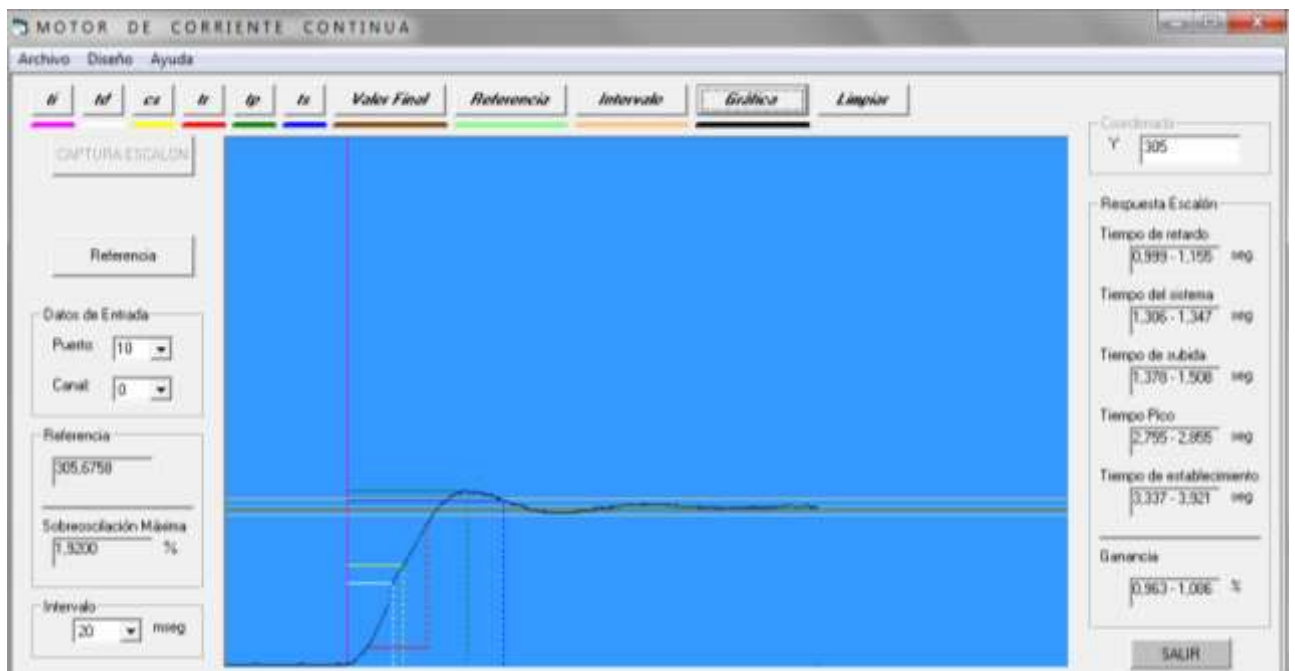 MOTOR DE CORRIENTE CONTINUA
Archivo Diseño Ayuda
ti td cs tr tp ts Valor Final Referencia Intervalo Gráfica Limpiar
CAPTURA ESCALON
Referencia
Datos de Entrada
Puerto 10
Canal 0
Referencia
305,6758
Sobreoscilación Máxima
1,9200 %
Intervalo
20 mseg
Coordenada
Y 305
Respuesta Escalón
Tiempo de retardo
0,999 - 1,155 seg
Tiempo del sistema
1,306 - 1,347 seg
Tiempo de subida
1,378 - 1,508 seg
Tiempo Pico
2,755 - 2,855 seg
Tiempo de establecimiento
3,337 - 3,921 seg
Ganancia
0,963 - 1,086 %
SALIR